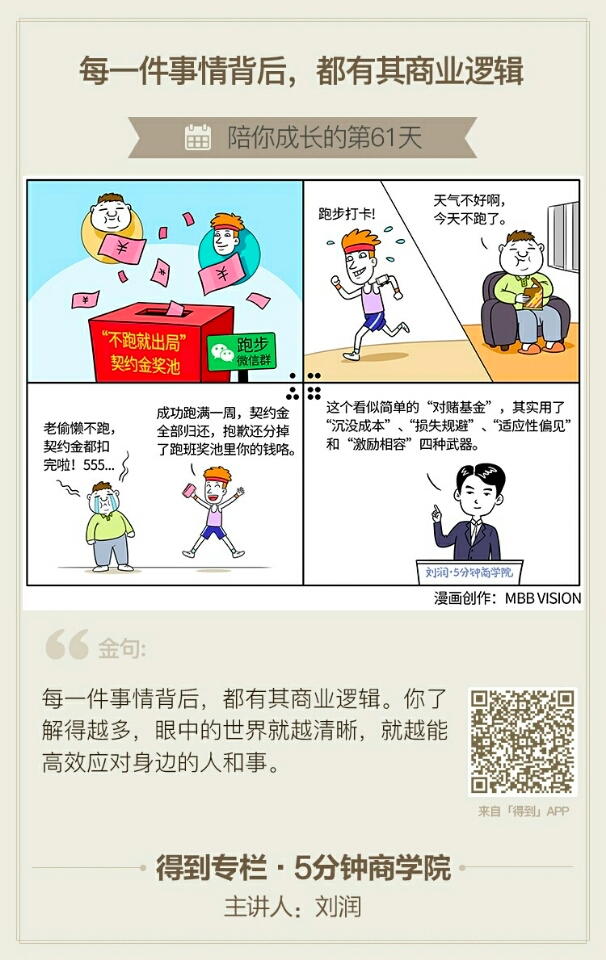 每一件事情背后，都有其商业逻辑
陪你成长的第61天
“不跑就出局”
契约金奖池
跑步
微信群
跑步打卡!
天气不好啊，
今天不跑了。
老偷懒不跑，
契约金都扣
完啦！555...
成功跑满一周，契约金
全部归还，抱歉还分掉
了跑班奖池里你的钱咯。
这个看似简单的“对赌基金”，其实用了
“沉没成本”、“损失规避”、“适应性偏见”
和“激励相容”四种武器。
刘润·5分钟商学院
漫画创作：MBB VISION
金句:
每一件事情背后，都有其商业逻辑。你了
解得越多，眼中的世界就越清晰，就越能
高效应对身边的人和事。
来自「得到」APP
得到专栏·5分钟商学院
主讲人：刘润